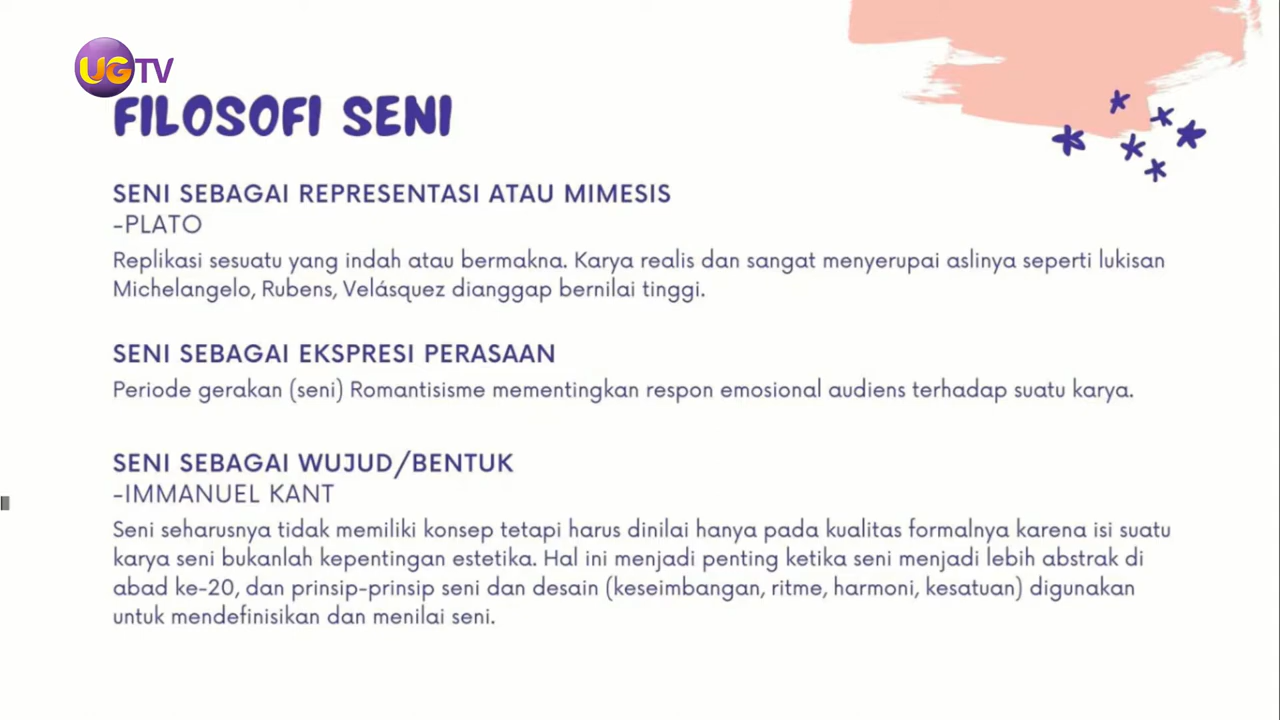 UGTV
FILOSOFI SENI
SENI SEBAGAI REPRESENTASI ATAU MIMESIS
-PLATO
Replikasi sesuatu yang indah atau bermakna. Karya realis dan sangat menyerupai aslinya seperti lukisan
Michelangelo, Rubens, Velásquez dianggap bernilai tinggi.
SENI SEBAGAI EKSPRESI PERASAAN
Periode gerakan (seni) Romantisisme mementingkan respon emosional audiens terhadap suatu karya.
SENI SEBAGAI WUJUD/BENTUK
-IMMANUEL KANT
Seni seharusnya tidak memiliki konsep tetapi harus dinilai hanya pada kualitas formalnya karena isi suatu
karya seni bukanlah kepentingan estetika. Hal ini menjadi penting ketika seni menjadi lebih abstrak di
abad ke-20, dan prinsip-prinsip seni dan desain (keseimbangan, ritme, harmoni, kesatuan) digunakan
untuk mendefinisikan dan menilai seni.